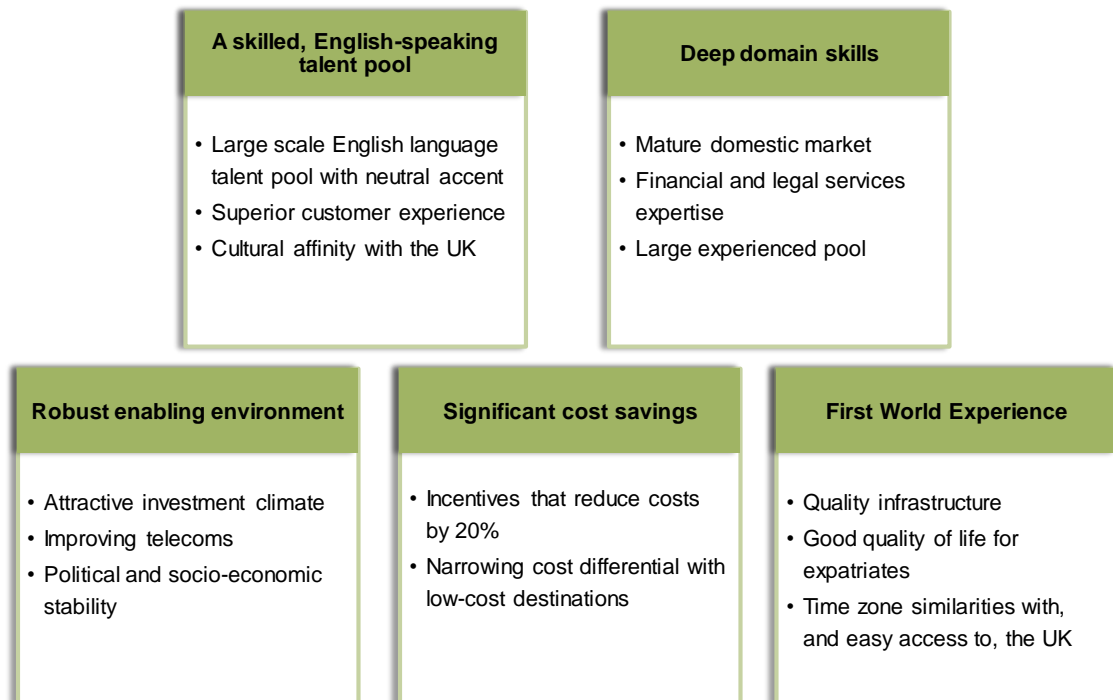 A skilled, English-speaking
talent pool
• Large scale English language
talent pool with neutral accent
• Superior customer experience
• Cultural affinity with the UK
Deep domain skills
• Mature domestic market
• Financial and legal services
expertise
• Large experienced pool
Robust enabling environment
• Attractive investment climate
• Improving telecoms
• Political and socio-economic
stability
Significant cost savings
• Incentives that reduce costs
by 20%
• Narrowing cost differential with
low-cost destinations
First World Experience
• Quality infrastructure
• Good quality of life for
expatriates
• Time zone similarities with,
and easy access to, the UK